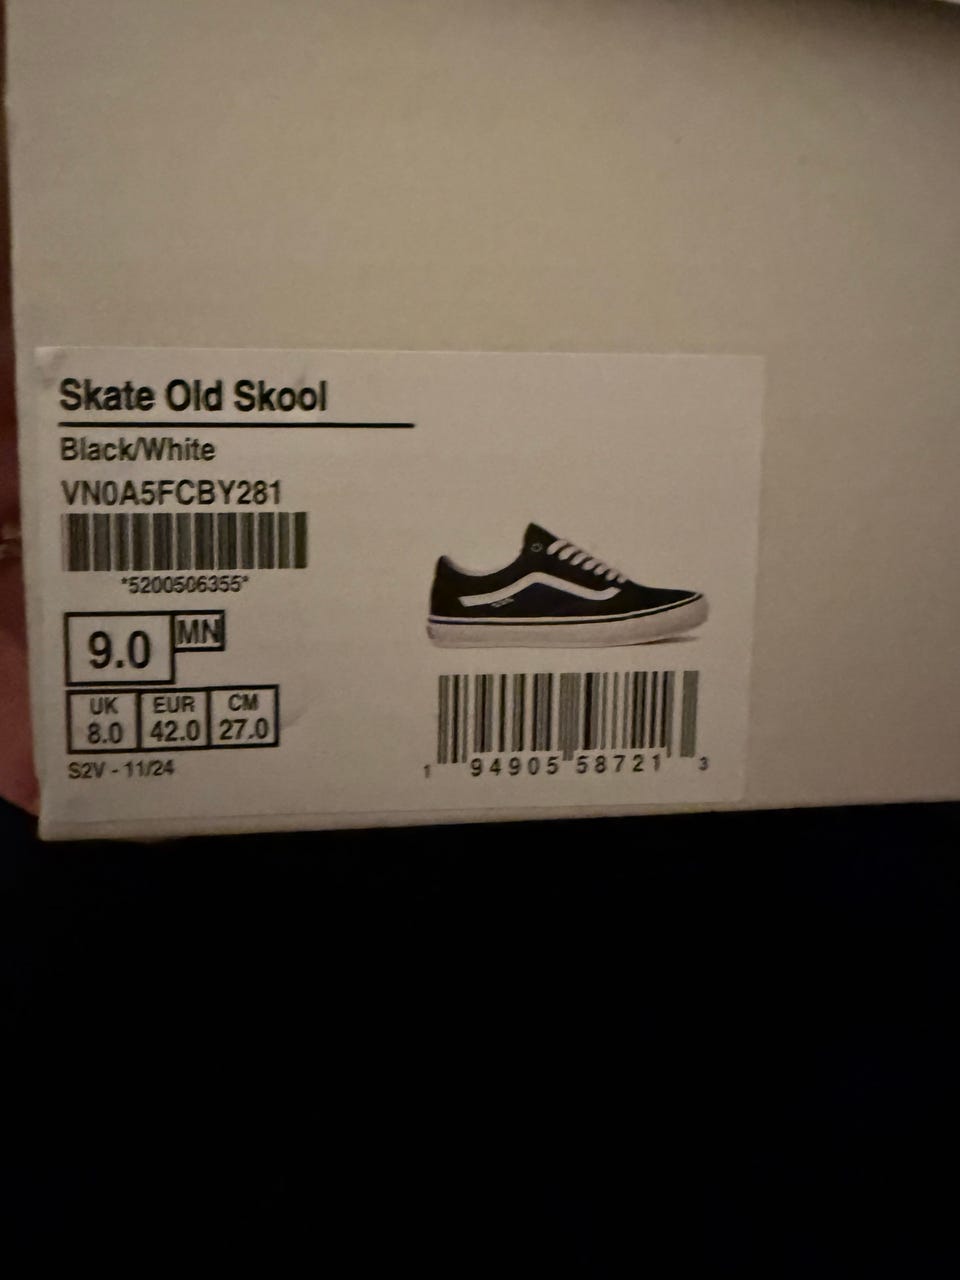 Skate Old Skool
Black/White
VN0A5FCBY281
*5200506355*
9.0 MN
UK EUR CM
8.0 42.0 27.0
S2V - 11/24
1 94905 58721 3